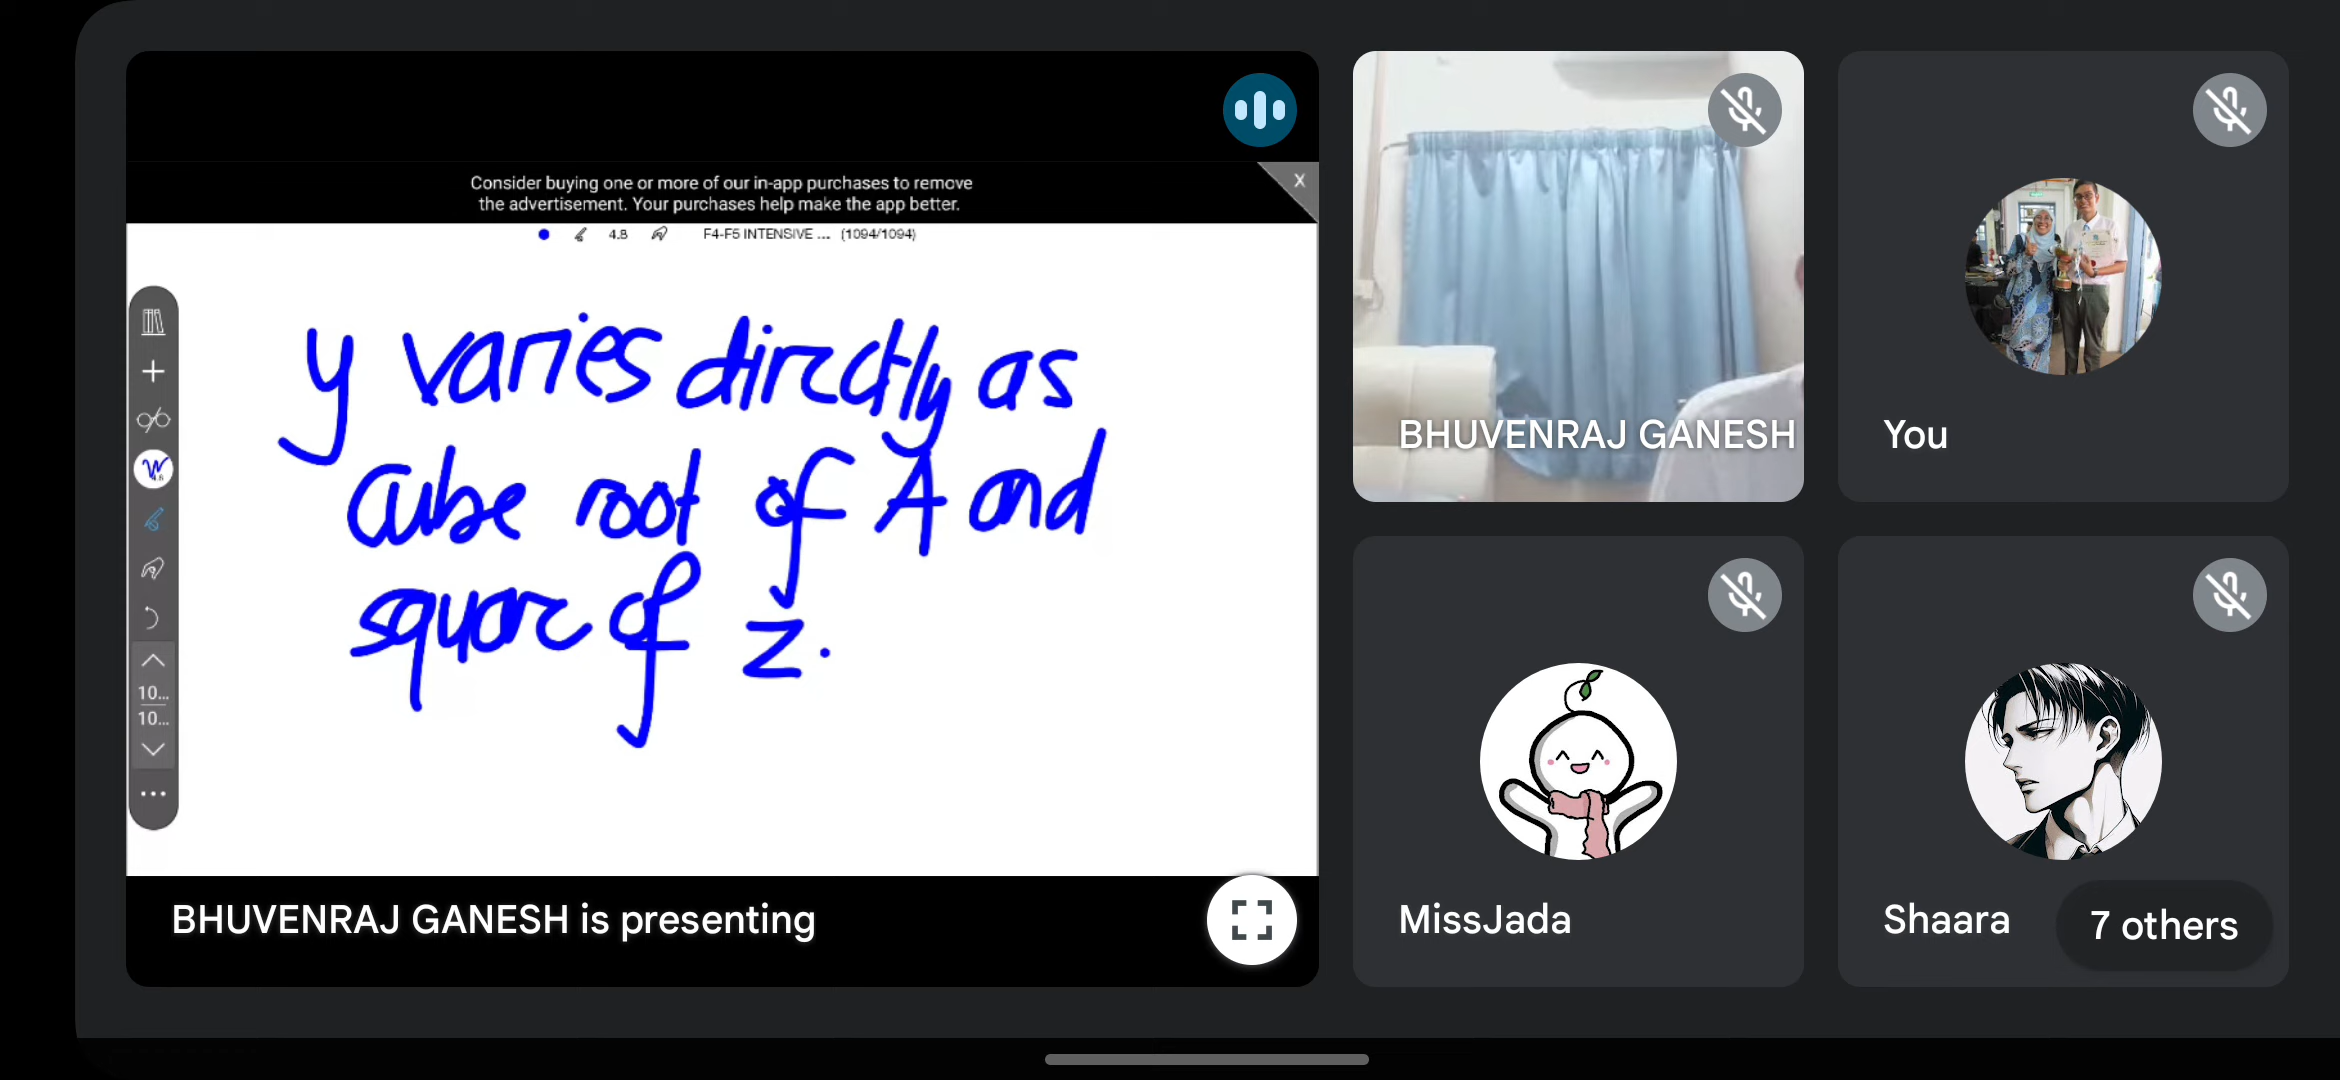 Consider buying one or more of our in-app purchases to remove
the advertisement. Your purchases help make the app better.
X
4.8 F4-F5 INTENSIVE ... (1094/1094)
y varies directly as
cube root of A and
square of z.
10...
10...
BHUVENRAJ GANESH is presenting
BHUVENRAJ GANESH
You
MissJada
Shaara
7 others